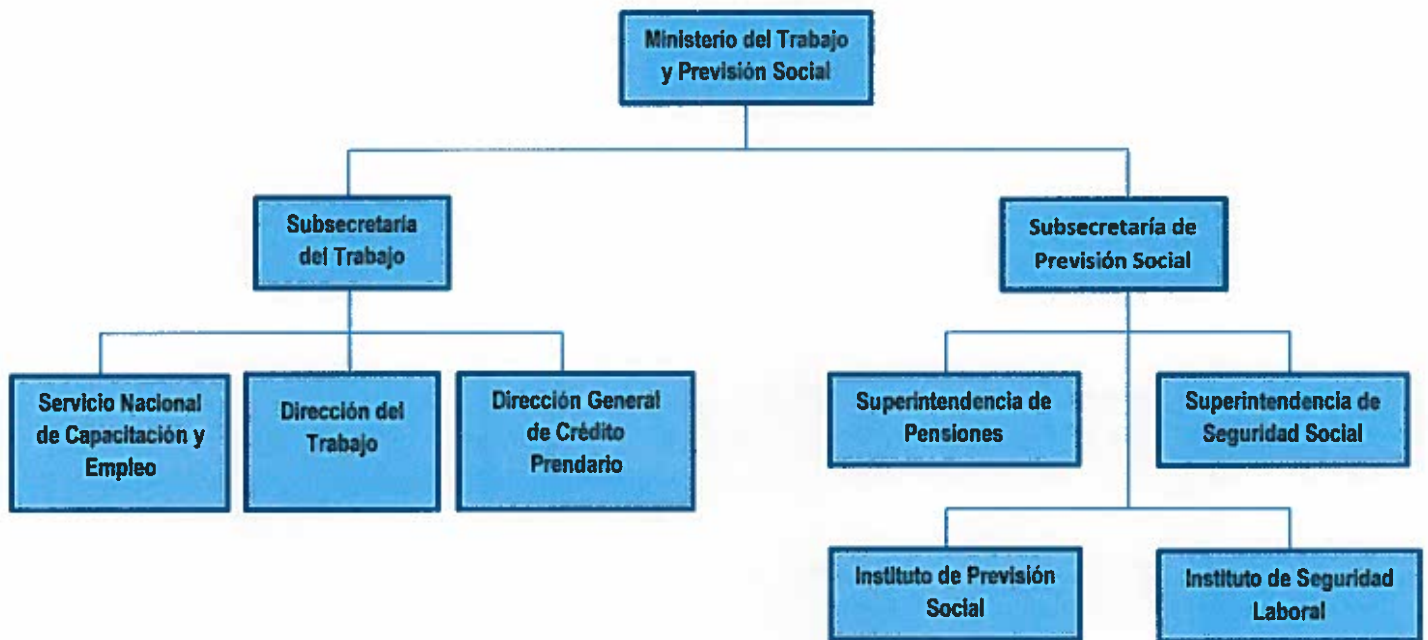 Ministerio del Trabajo
y Previsión Social
Subsecretaría
del Trabajo
Subsecretaría de
Previsión Social
Servicio Nacional
de Capacitación y
Empleo
Dirección del
Trabajo
Dirección General
de Crédito
Prendario
Superintendencia de
Pensiones
Superintendencia de
Seguridad Social
Instituto de Previsión
Social
Instituto de Seguridad
Laboral